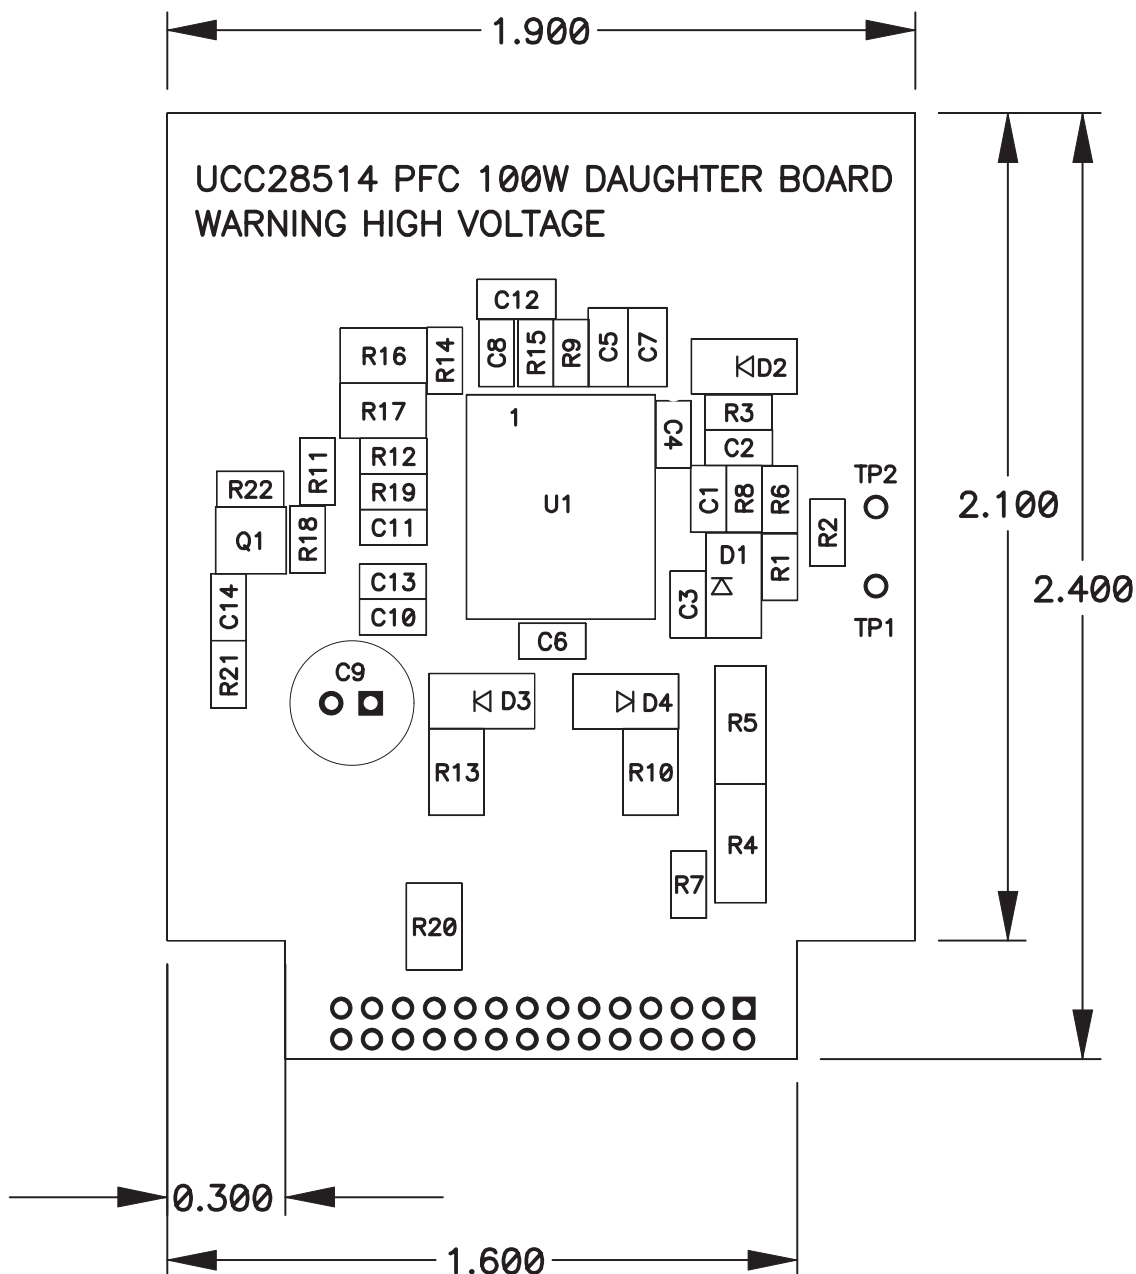 1.900
UCC28514 PFC 100W DAUGHTER BOARD
WARNING HIGH VOLTAGE
C12
R16
R14
C8
R15
R9
C5
C7
D2
R17
1
R3
C4
C2
R12
R11
R22
R19
U1
C1
R8
R6
TP2
2.100
R18
Q1
C11
R2
D1
R1
C13
C14
C10
C3
2.400
TP1
C6
R21
C9
D3
D4
R5
R13
R10
R4
R7
R20
0.300
1.600